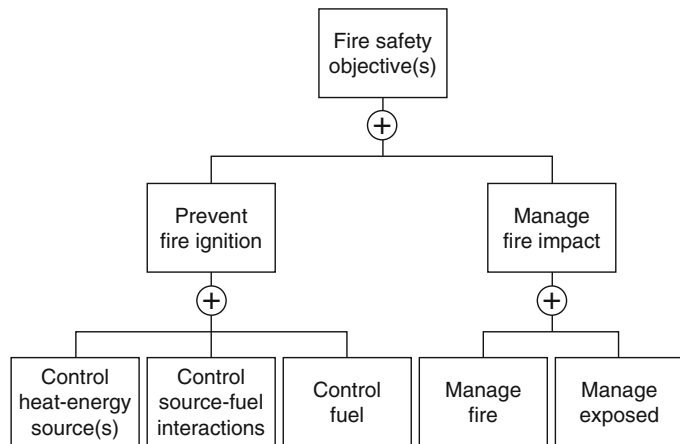 Fire safety
objective(s)
+
Prevent
fire ignition
Manage
fire impact
+
+
Control
heat-energy
source(s)
Control
source-fuel
interactions
Control
fuel
Manage
fire
Manage
exposed